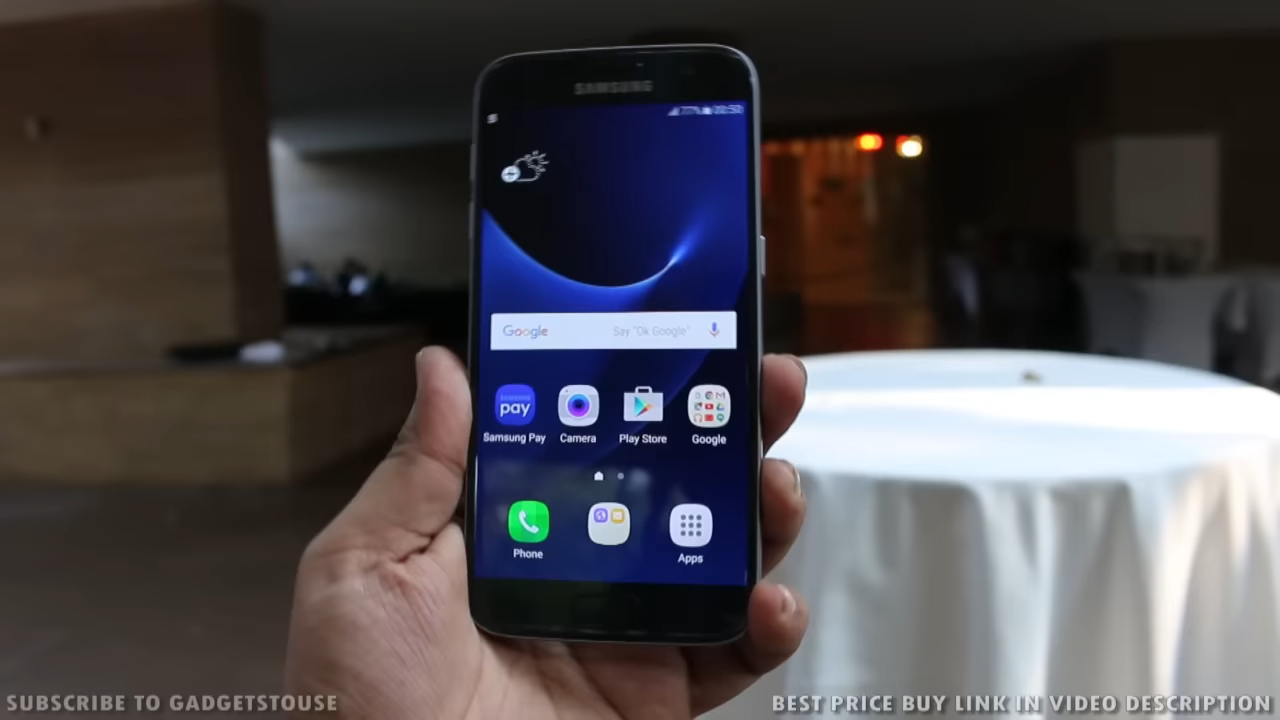 SAMSUNG
Google Say "Ok Google"
pay
Samsung Pay Camera Play Store Google
Phone Apps
SUBSCRIBE TO GADGETSTOUSE BEST PRICE BUY LINK IN VIDEO DESCRIPTION